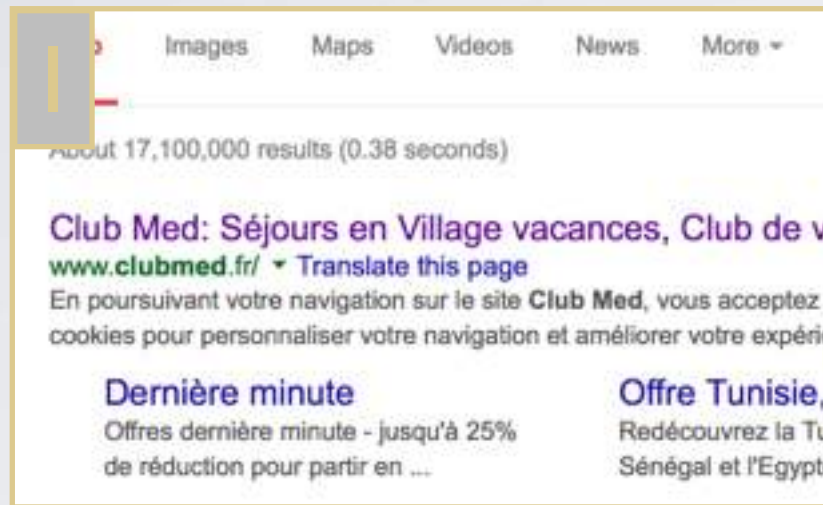 I
Images Maps Videos News More
About 17,100,000 results (0.38 seconds)
Club Med: Séjours en Village vacances, Club de v
www.clubmed.fr/ Translate this page
En poursuivant votre navigation sur le site Club Med, vous acceptez
cookies pour personnaliser votre navigation et améliorer votre expéri
Dernière minute
Offre Tunisie,
Offres dernière minute - jusqu'à 25%
Redécouvrez la Tu
de réduction pour partir en ...
Sénégal et l'Egypt